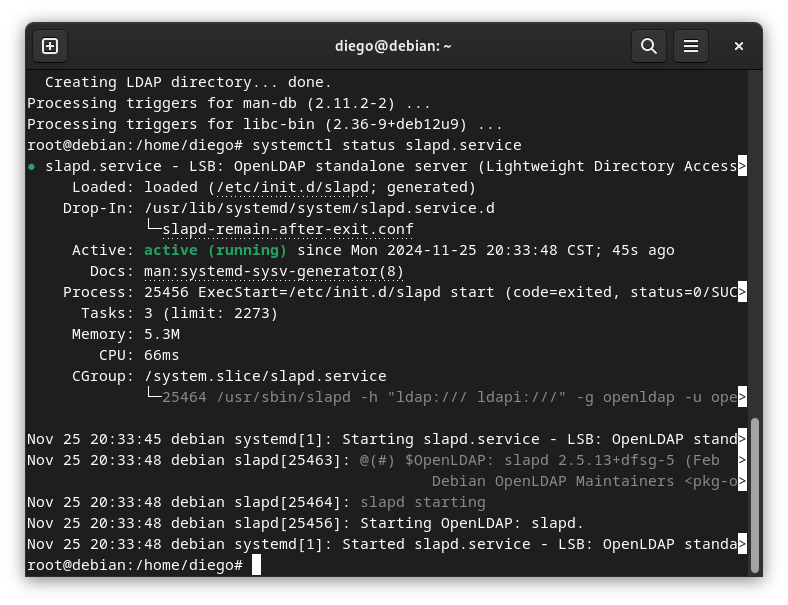 diego@debian: ~
Creating LDAP directory... done.
Processing triggers for man-db (2.11.2-2) ...
Processing triggers for libc-bin (2.36-9+deb12u9) ...
root@debian:/home/diego# systemctl status slapd.service
● slapd.service - LSB: OpenLDAP standalone server (Lightweight Directory Access>
Loaded: loaded (/etc/init.d/slapd; generated)
Drop-In: /usr/lib/systemd/system/slapd.service.d
└─slapd-remain-after-exit.conf
Active: active (running) since Mon 2024-11-25 20:33:48 CST; 45s ago
Docs: man:systemd-sysv-generator(8)
Process: 25456 ExecStart=/etc/init.d/slapd start (code=exited, status=0/SUC>
Tasks: 3 (limit: 2273)
Memory: 5.3M
CPU: 66ms
CGroup: /system.slice/slapd.service
└─25464 /usr/sbin/slapd -h "ldap:/// ldapi:///" -g openldap -u ope>
Nov 25 20:33:45 debian systemd[1]: Starting slapd.service - LSB: OpenLDAP stand>
Nov 25 20:33:48 debian slapd[25463]: @(#) $OpenLDAP: slapd 2.5.13+dfsg-5 (Feb >
Debian OpenLDAP Maintainers <pkg-o>
Nov 25 20:33:48 debian slapd[25464]: slapd starting
Nov 25 20:33:48 debian slapd[25456]: Starting OpenLDAP: slapd.
Nov 25 20:33:48 debian systemd[1]: Started slapd.service - LSB: OpenLDAP standa>
root@debian:/home/diego#